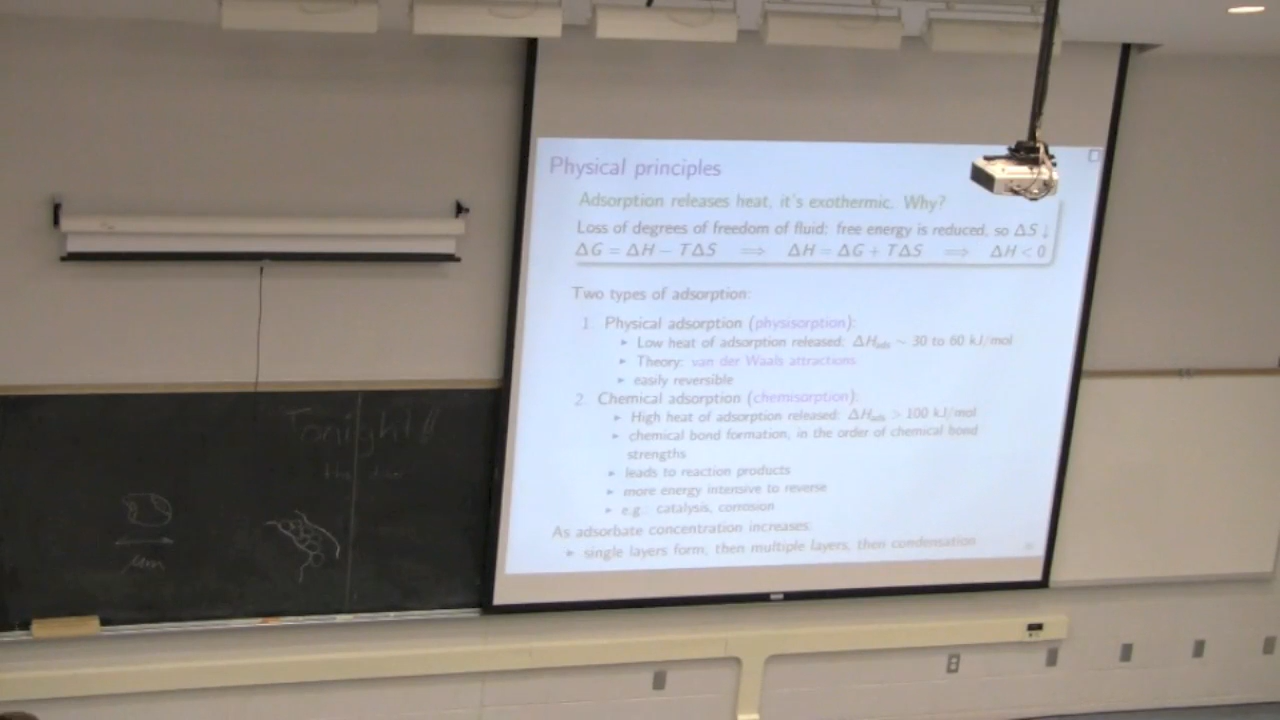 Physical principles
Adsorption releases heat, it's exothermic. Why?
Loss of degrees of freedom of fluid: free energy is reduced, so ΔS ↓
ΔG = ΔH − TΔS ⟹ ΔH = ΔG + TΔS ⟹ ΔH < 0
Two types of adsorption:
1. Physical adsorption (physisorption):
▸ Low heat of adsorption released: ΔH_ads ~ 30 to 60 kJ/mol
▸ Theory: van der Waals attractions
▸ easily reversible
2. Chemical adsorption (chemisorption):
▸ High heat of adsorption released: ΔH_ads > 100 kJ/mol
▸ chemical bond formation, in the order of chemical bond
strengths
▸ leads to reaction products
▸ more energy intensive to reverse
▸ e.g. catalysis, corrosion
As adsorbate concentration increases:
▸ single layers form, then multiple layers, then condensation
Tonight
the
μm